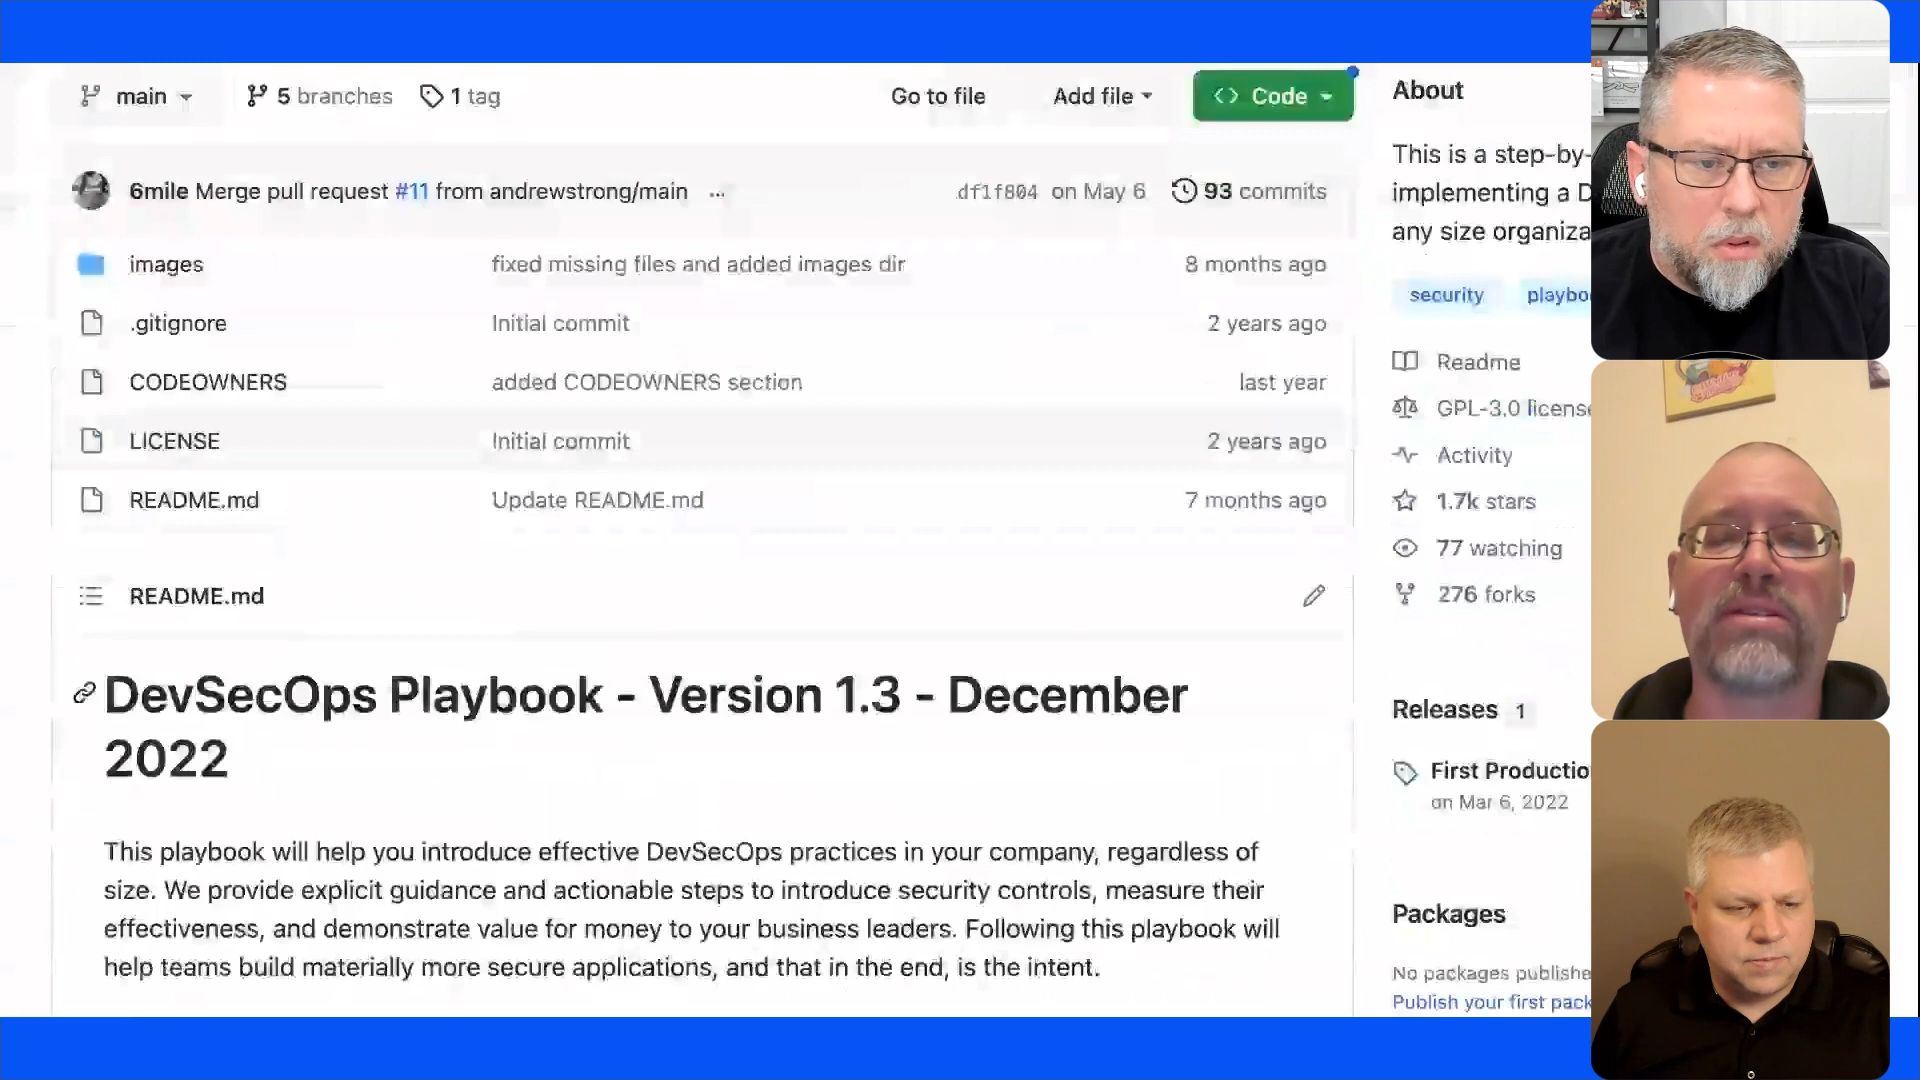 main
5 branches
1 tag
Go to file
Add file
Code
6mile Merge pull request #11 from andrewstrong/main ...
df1f804 on May 6
93 commits
images
fixed missing files and added images dir
8 months ago
.gitignore
Initial commit
2 years ago
CODEOWNERS
added CODEOWNERS section
last year
LICENSE
Initial commit
2 years ago
README.md
Update README.md
7 months ago
README.md
DevSecOps Playbook - Version 1.3 - December
2022
This playbook will help you introduce effective DevSecOps practices in your company, regardless of
size. We provide explicit guidance and actionable steps to introduce security controls, measure their
effectiveness, and demonstrate value for money to your business leaders. Following this playbook will
help teams build materially more secure applications, and that in the end, is the intent.
About
This is a step-by-
implementing a D
any size organiza
security
playbo
Readme
GPL-3.0 license
Activity
1.7k stars
77 watching
276 forks
Releases 1
First Productio
on Mar 6, 2022
Packages
No packages publishe
Publish your first pack